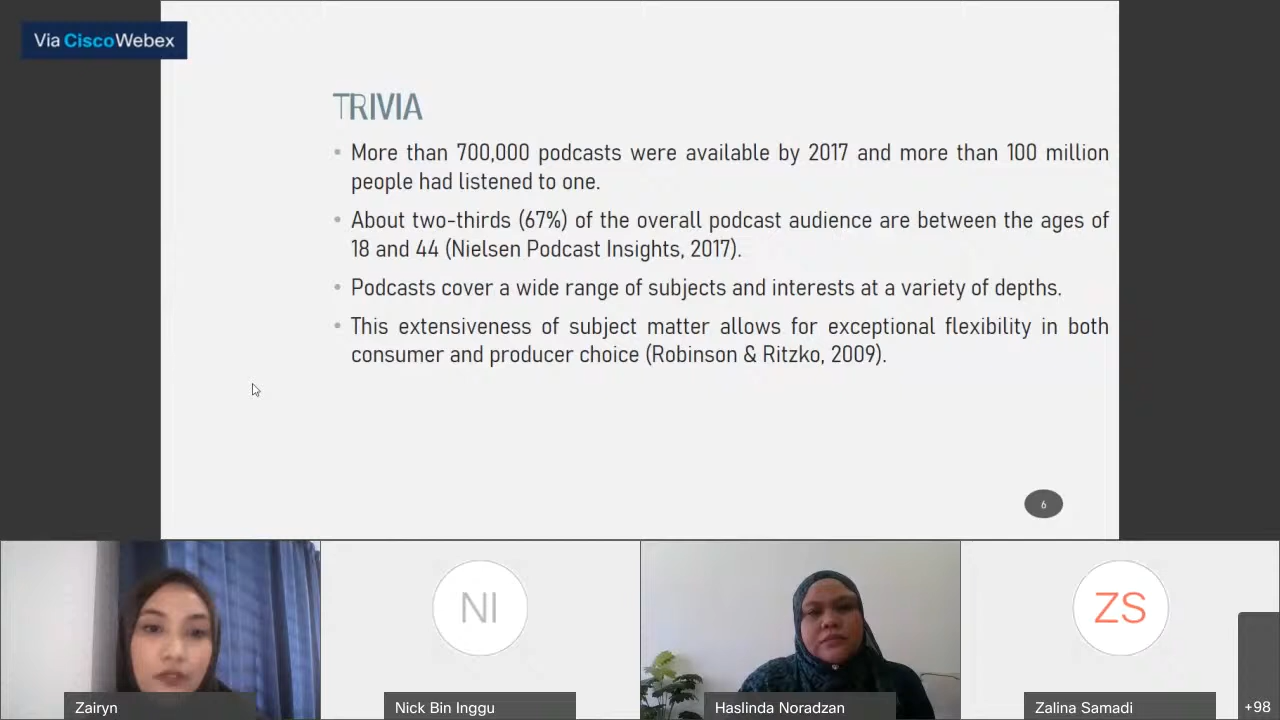 Via CiscoWebex
TRIVIA
• More than 700,000 podcasts were available by 2017 and more than 100 million
people had listened to one.
• About two-thirds (67%) of the overall podcast audience are between the ages of
18 and 44 (Nielsen Podcast Insights, 2017).
• Podcasts cover a wide range of subjects and interests at a variety of depths.
• This extensiveness of subject matter allows for exceptional flexibility in both
consumer and producer choice (Robinson & Ritzko, 2009).
6
NI
ZS
Zairyn
Nick Bin Inggu
Haslinda Noradzan
Zalina Samadi
+98